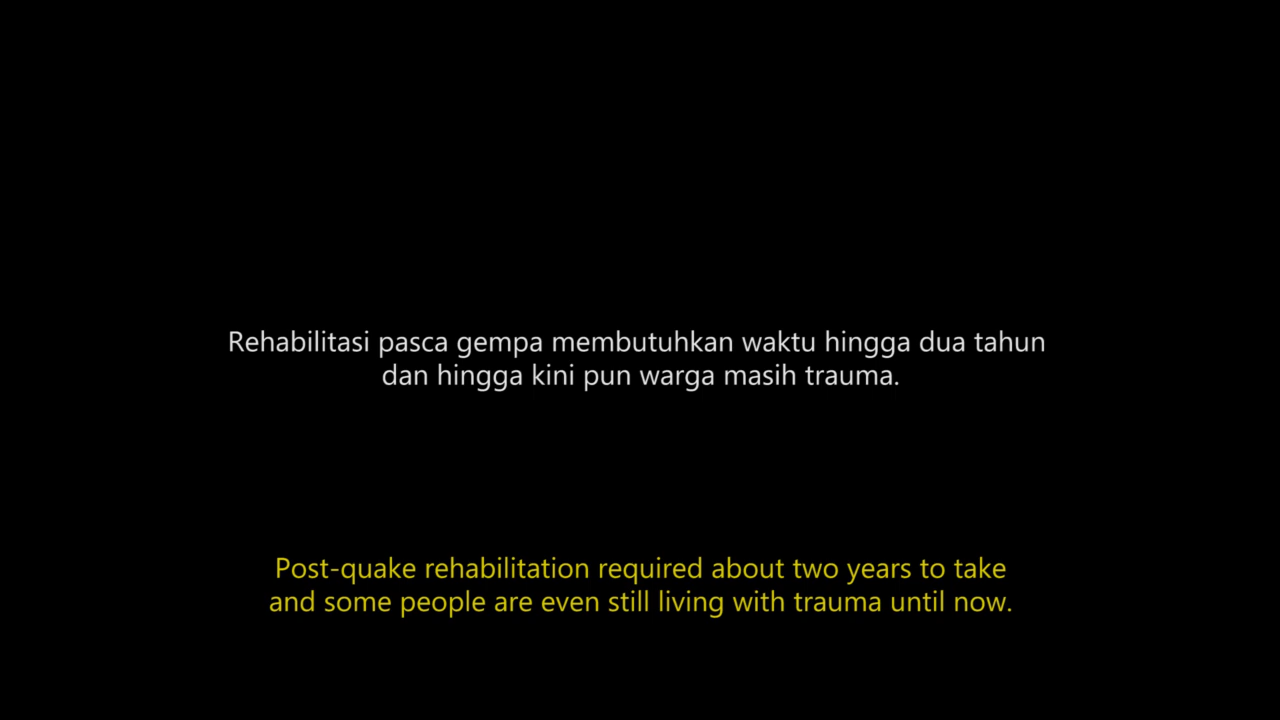 Rehabilitasi pasca gempa membutuhkan waktu hingga dua tahun
dan hingga kini pun warga masih trauma.
Post-quake rehabilitation required about two years to take
and some people are even still living with trauma until now.